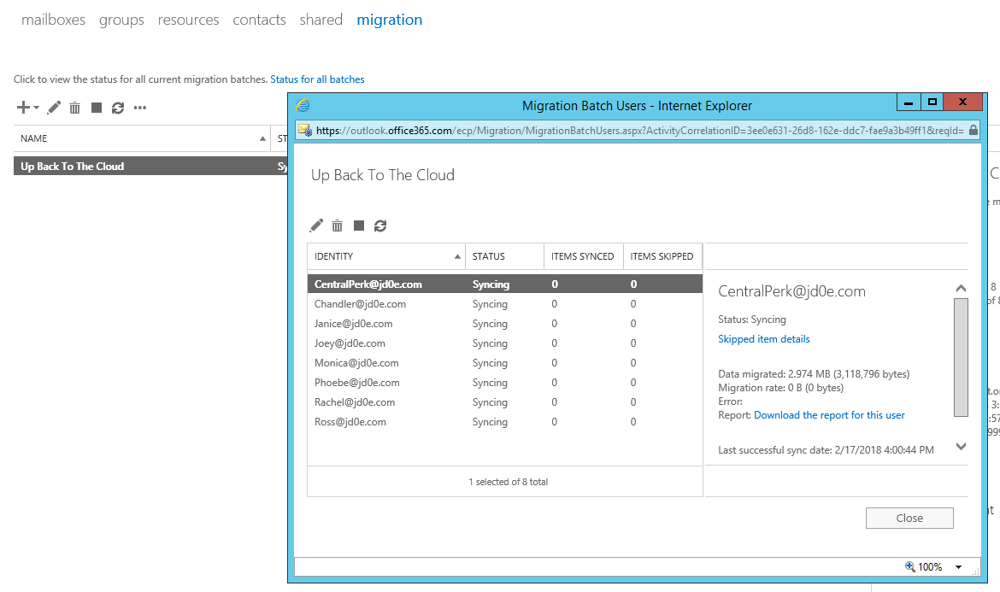 mailboxes groups resources contacts shared migration
Click to view the status for all current migration batches. Status for all batches
NAME
Up Back To The Cloud
Migration Batch Users - Internet Explorer
https://outlook.office365.com/ecp/Migration/MigrationBatchUsers.aspx?ActivityCorrelationID=3ee0e631-26d8-162e-ddc7-fae9a3b49ff1&reqId=
Up Back To The Cloud
IDENTITY STATUS ITEMS SYNCED ITEMS SKIPPED
CentralPerk@jd0e.com Syncing 0 0
Chandler@jd0e.com Syncing 0 0
Janice@jd0e.com Syncing 0 0
Joey@jd0e.com Syncing 0 0
Monica@jd0e.com Syncing 0 0
Phoebe@jd0e.com Syncing 0 0
Rachel@jd0e.com Syncing 0 0
Ross@jd0e.com Syncing 0 0
1 selected of 8 total
CentralPerk@jd0e.com
Status: Syncing
Skipped item details
Data migrated: 2.974 MB (3,118,796 bytes)
Migration rate: 0 B (0 bytes)
Error:
Report: Download the report for this user
Last successful sync date: 2/17/2018 4:00:44 PM
Close
100%